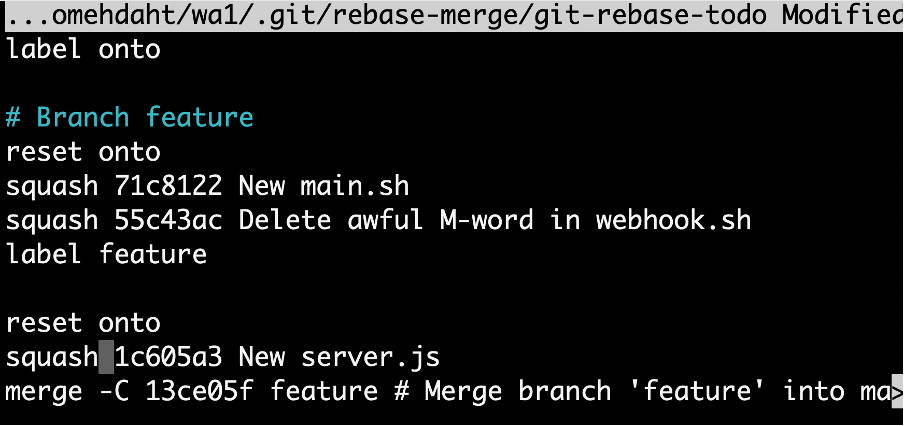 ...omehdaht/wa1/.git/rebase-merge/git-rebase-todo Modified
label onto
# Branch feature
reset onto
squash 71c8122 New main.sh
squash 55c43ac Delete awful M-word in webhook.sh
label feature
reset onto
squash 1c605a3 New server.js
merge -C 13ce05f feature # Merge branch 'feature' into ma>